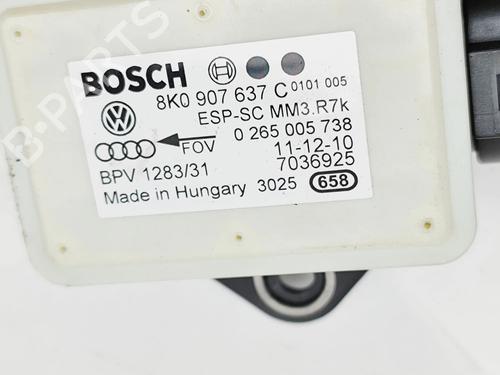 BOSCH
8K0 907 637 C 0101 005
ESP-SC MM3.R7k
FOV
0 265 005 738
11-12-10
BPV 1283/31
7036925
Made in Hungary 3025 658
B-PARTS